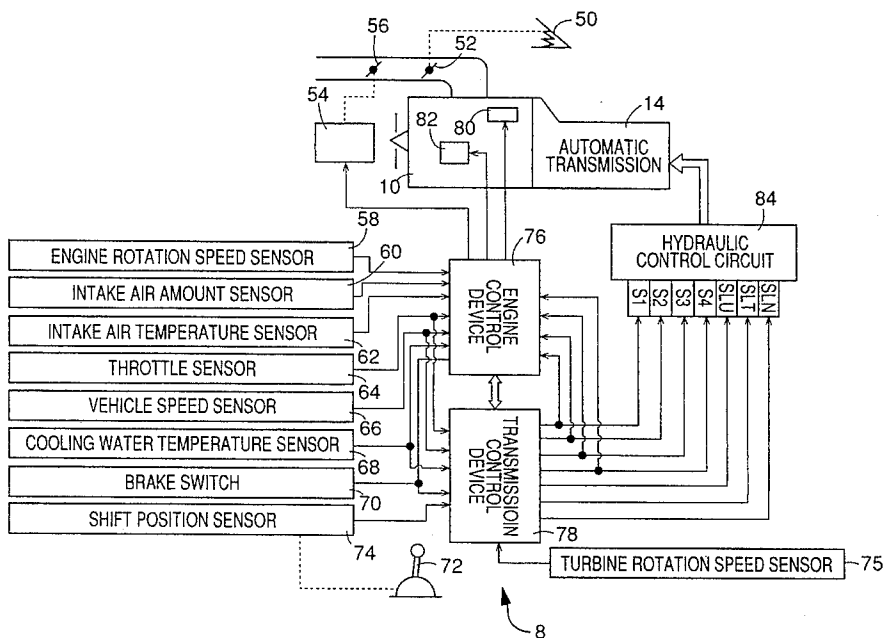 56
52
50
54
82
80
14
AUTOMATIC
TRANSMISSION
10
84
HYDRAULIC
CONTROL CIRCUIT
S1
S2
S3
S4
SLU
SLT
SLN
58
ENGINE ROTATION SPEED SENSOR
60
INTAKE AIR AMOUNT SENSOR
INTAKE AIR TEMPERATURE SENSOR
62
THROTTLE SENSOR
64
VEHICLE SPEED SENSOR
66
COOLING WATER TEMPERATURE SENSOR
68
BRAKE SWITCH
70
SHIFT POSITION SENSOR
74
76
ENGINE
CONTROL
DEVICE
TRANSMISSIOIN
CONTROL
DEVICE
78
72
TURBINE ROTATION SPEED SENSOR
75
8